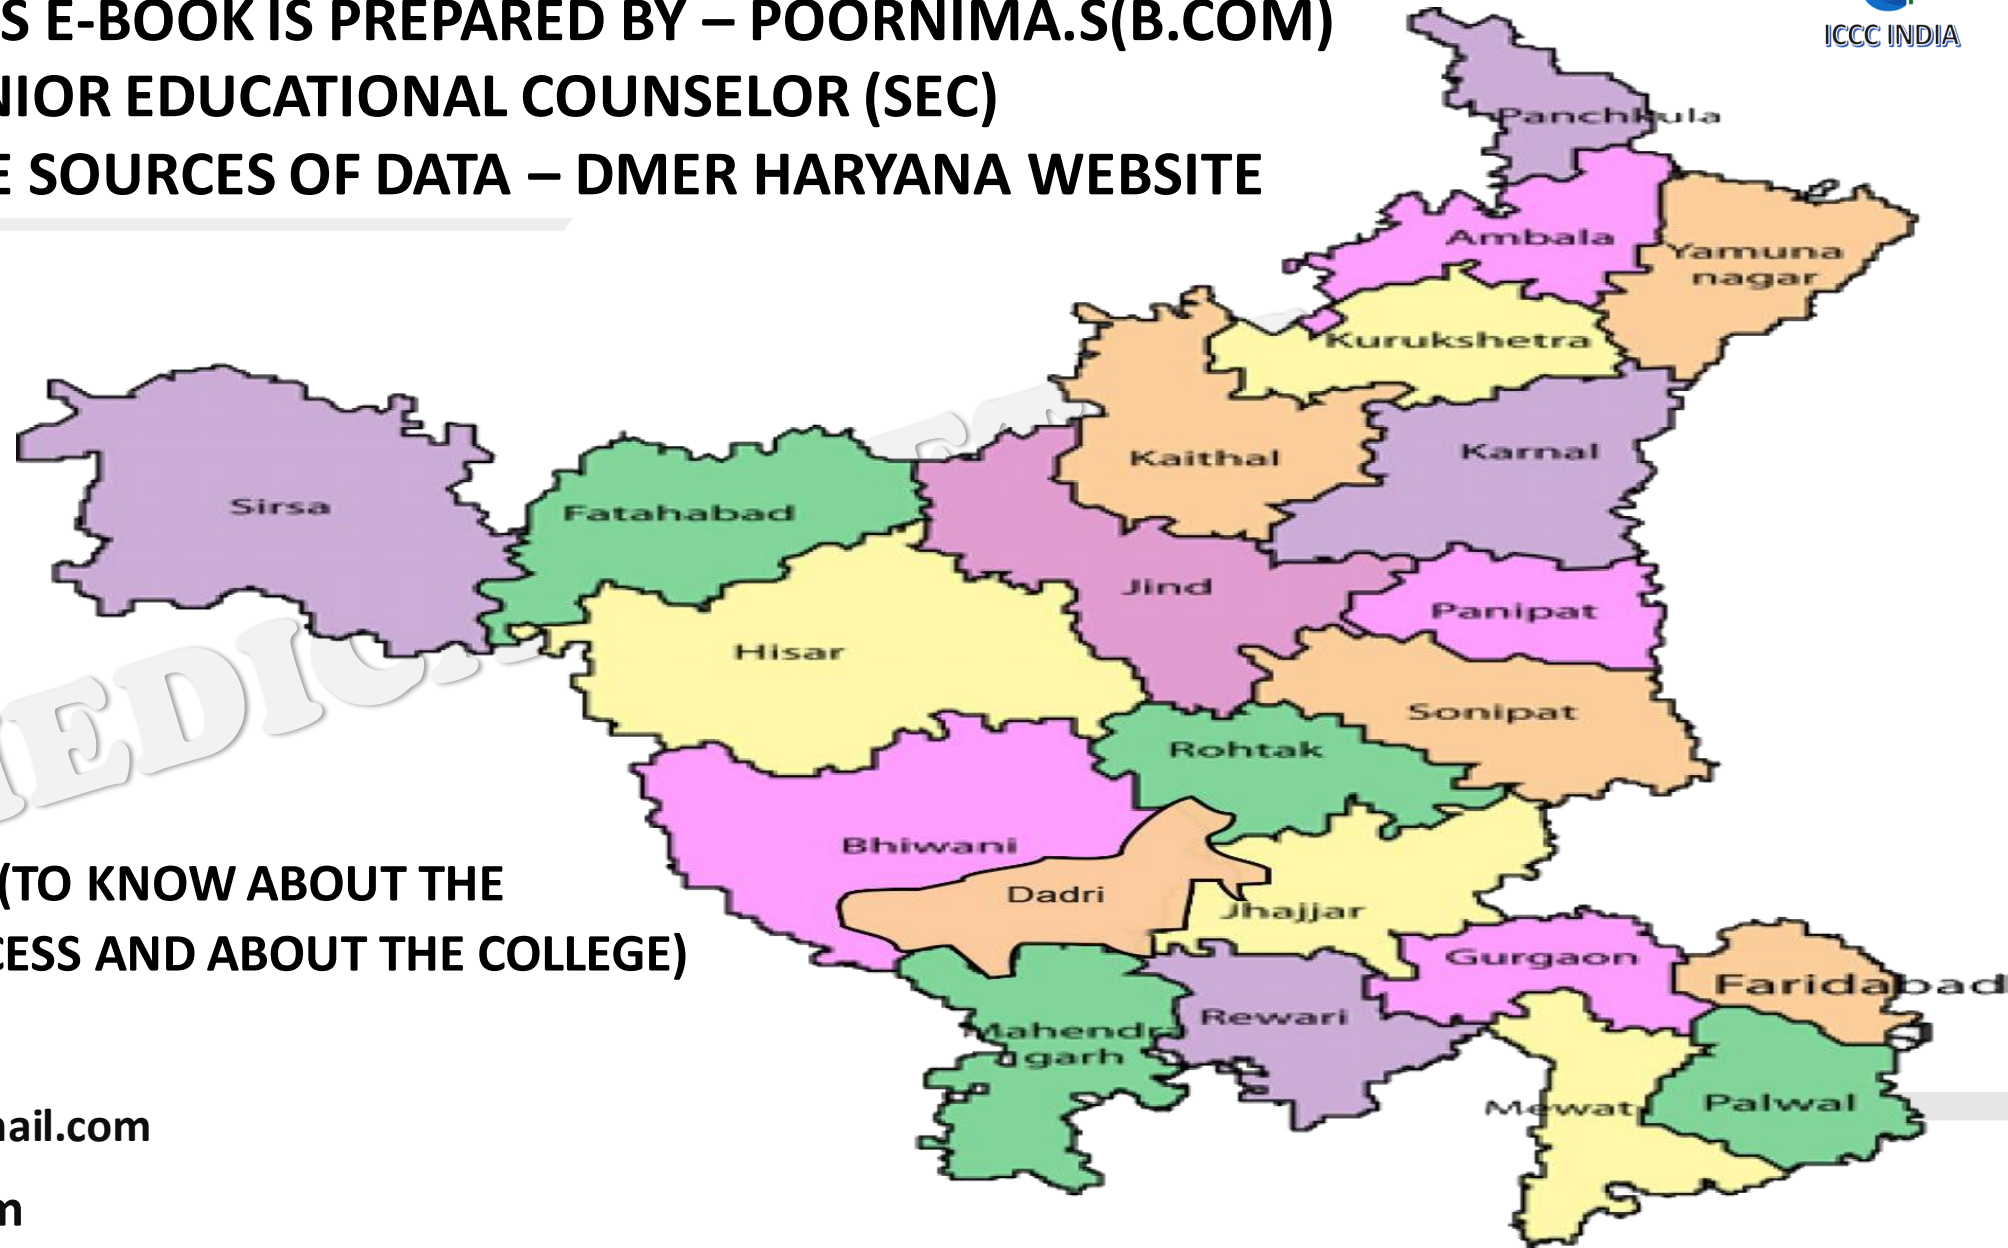 S E-BOOK IS PREPARED BY – POORNIMA.S(B.COM)
NIOR EDUCATIONAL COUNSELOR (SEC)
E SOURCES OF DATA – DMER HARYANA WEBSITE
ICCC INDIA
Panchkula
Ambala
Yamuna
nagar
Kurukshetra
Kaithal
Karnal
Sirsa
Fatahabad
Jind
Panipat
Hisar
Sonipat
Rohtak
Bhiwani
Dadri
Jhajjar
Gurgaon
Faridabad
Rewari
Mahendra
garh
Mewat
Palwal
MEDICA
(TO KNOW ABOUT THE
CESS AND ABOUT THE COLLEGE)
nail.com
m